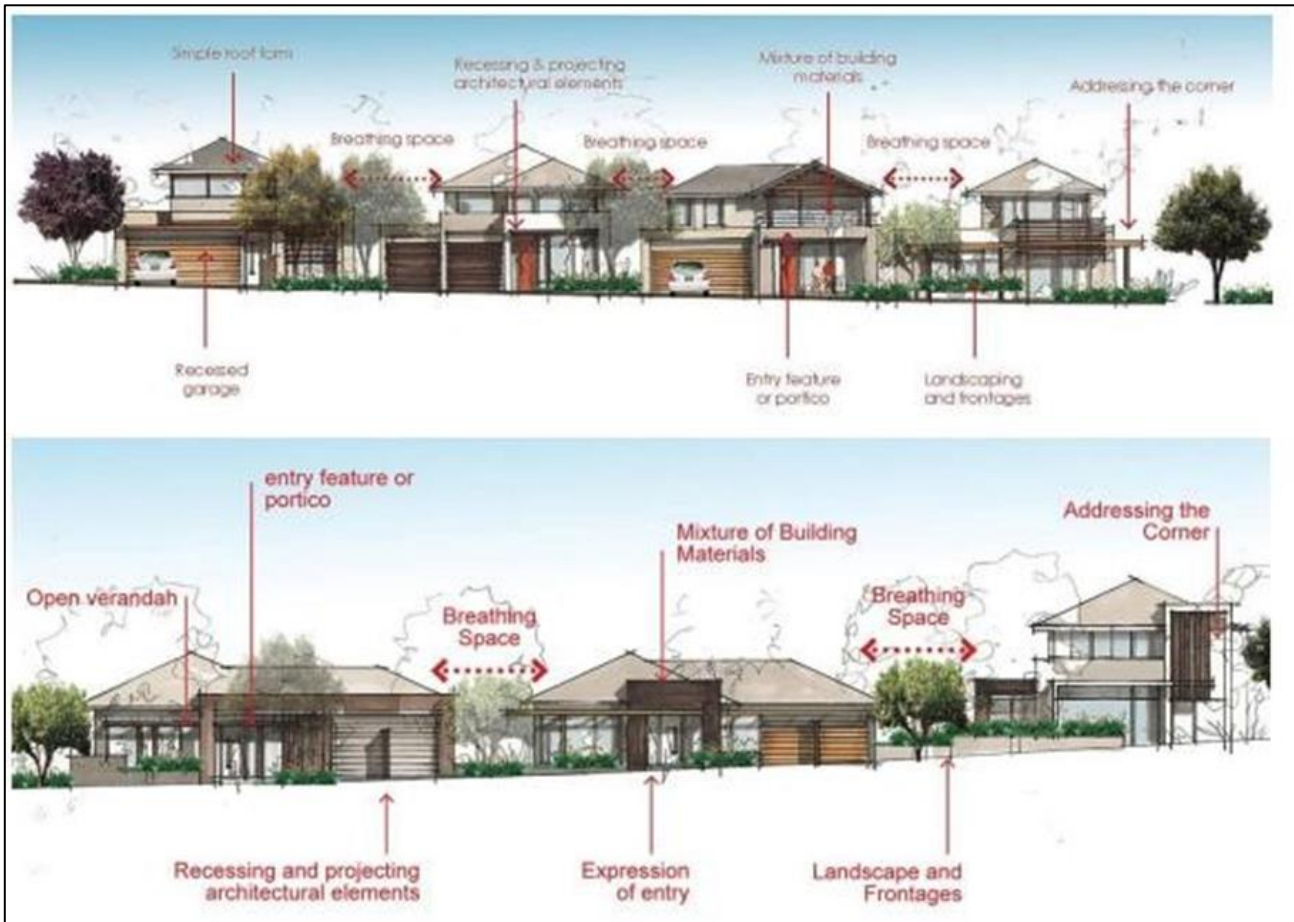 Simple roof form
Recessing & projecting
architectural elements
Mixture of building
materials
Addressing the corner
Breathing space
Breathing space
Breathing space
Recessed
garage
Entry feature
or portico
Landscaping
and frontages
entry feature or
portico
Mixture of Building
Materials
Addressing the
Corner
Open verandah
Breathing
Space
Breathing
Space
Recessing and projecting
architectural elements
Expression
of entry
Landscape and
Frontages